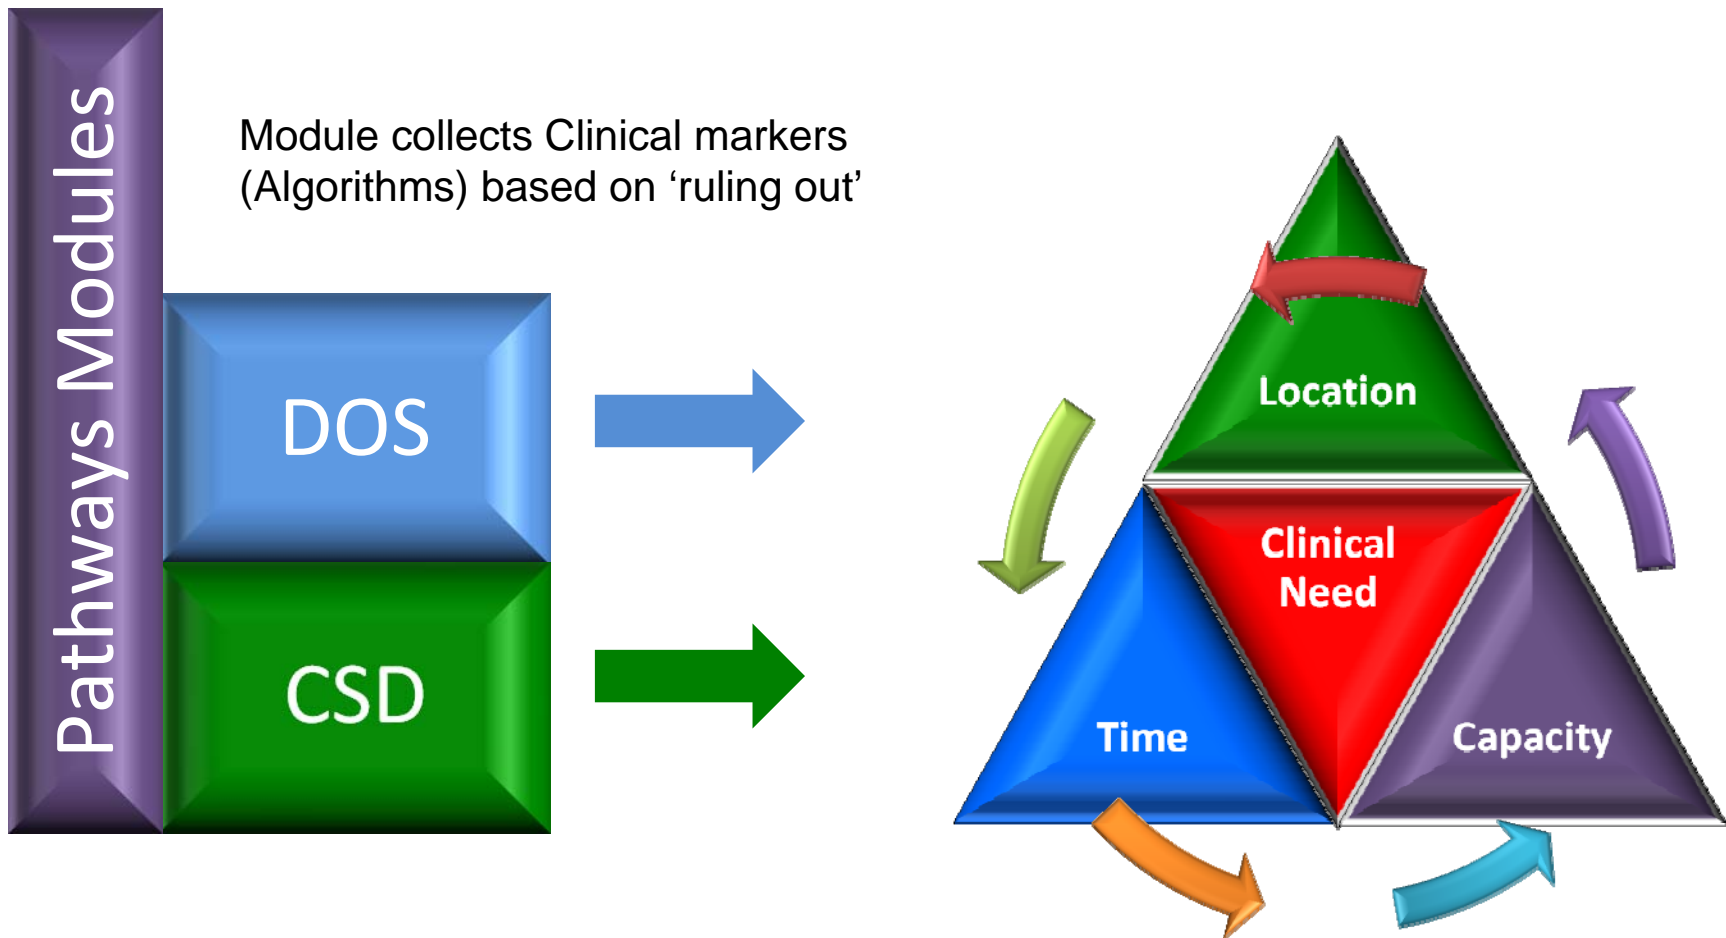 Pathways Modules
Module collects Clinical markers
(Algorithms) based on ‘ruling out’
DOS
CSD
Location
Clinical
Need
Time
Capacity